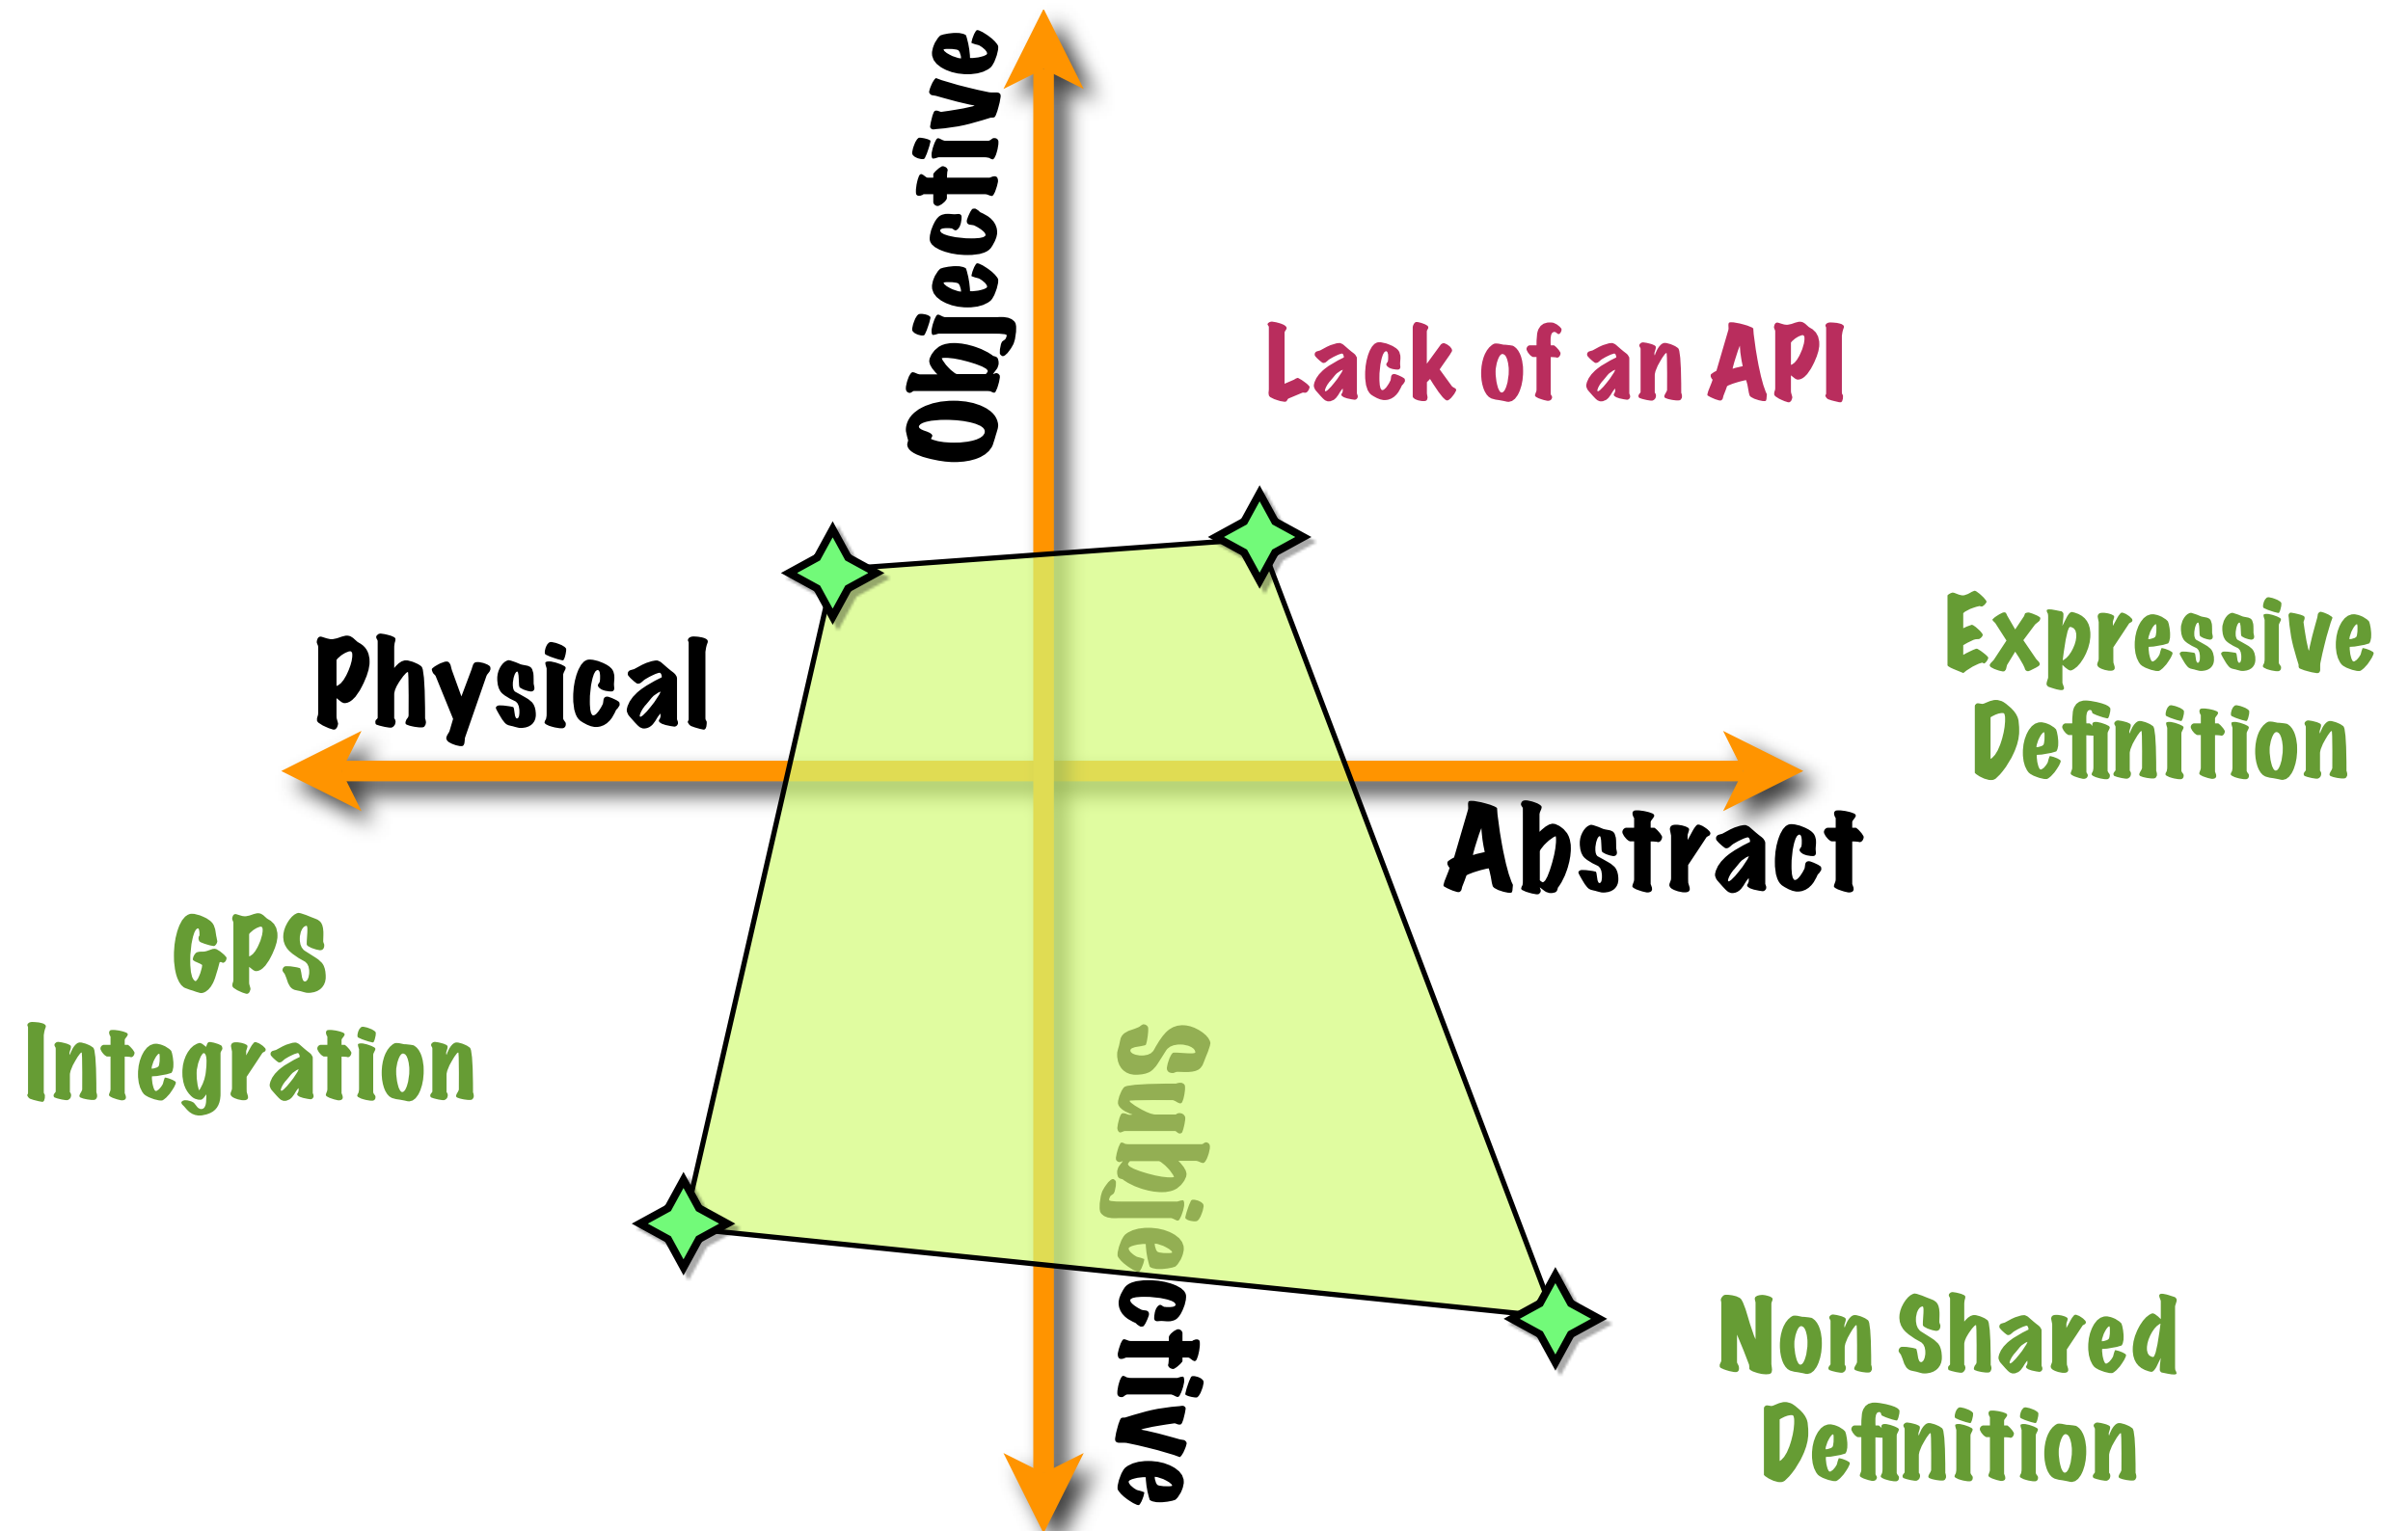 Objective
Lack of an API
Physical
Expressive
Definition
Abstract
GPS
Integration
Subjective
Non Shared
Definition